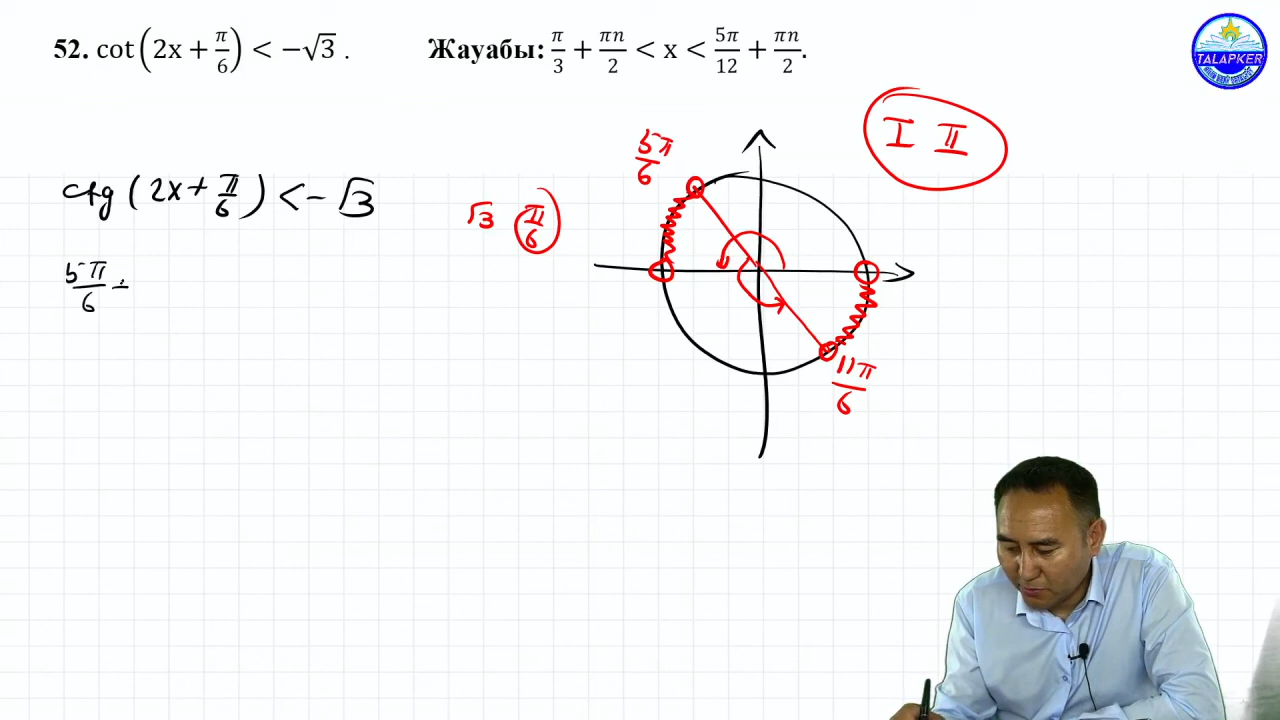 52. cot(2x + π/6) < −√3 . Жауабы: π/3 + πn/2 < x < 5π/12 + πn/2.
TALAPKER
I II
5π/6
ctg (2x + π/6) < − √3
√3 π/6
5π/6 +
11π/6